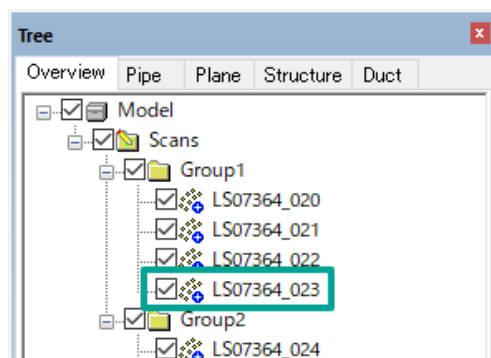 Tree
Overview Pipe Plane Structure Duct
Model
Scans
Group1
LS07364_020
LS07364_021
LS07364_022
LS07364_023
Group2
LS07364_024